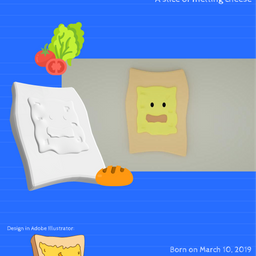 A slice of melting cheese
Design in Adobe Illustrator
Born on March 10, 2019